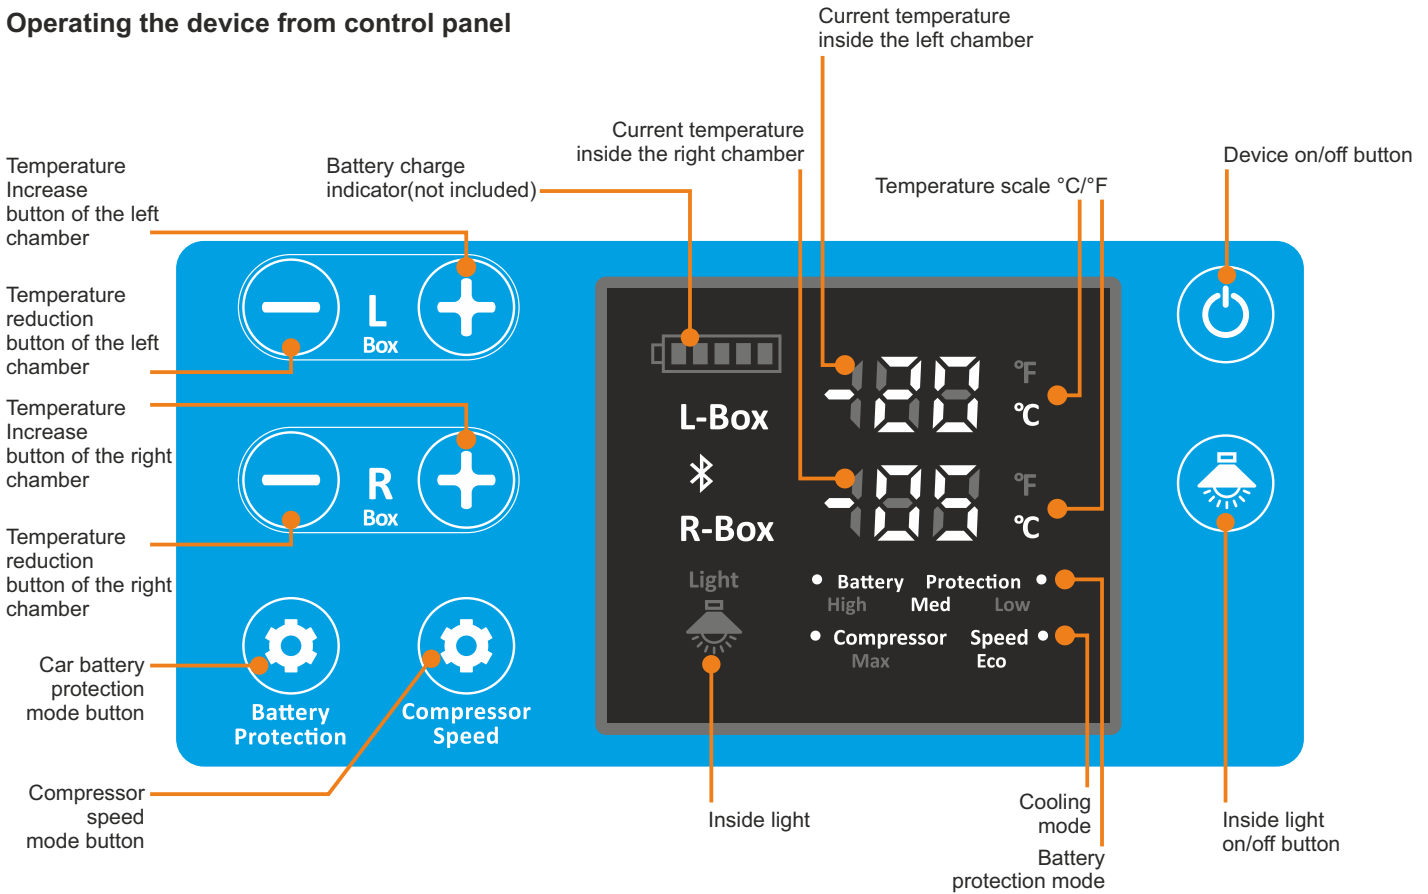 Operating the device from control panel
Current temperature
inside the left chamber
Current temperature
inside the right chamber
Temperature
Increase
button of the left
chamber
Battery charge
indicator(not included)
Temperature scale °C/°F
Device on/off button
Temperature
reduction
button of the left
chamber
Temperature
Increase
button of the right
chamber
Temperature
reduction
button of the right
chamber
Car battery
protection
mode button
Compressor
speed
mode button
L
Box
R
Box
Battery
Protection
Compressor
Speed
L-Box
-20
°F
°C
R-Box
-05
°F
°C
Light
Battery Protection
High Med Low
Compressor Speed
Max Eco
Inside light
Cooling
mode
Battery
protection mode
Inside light
on/off button